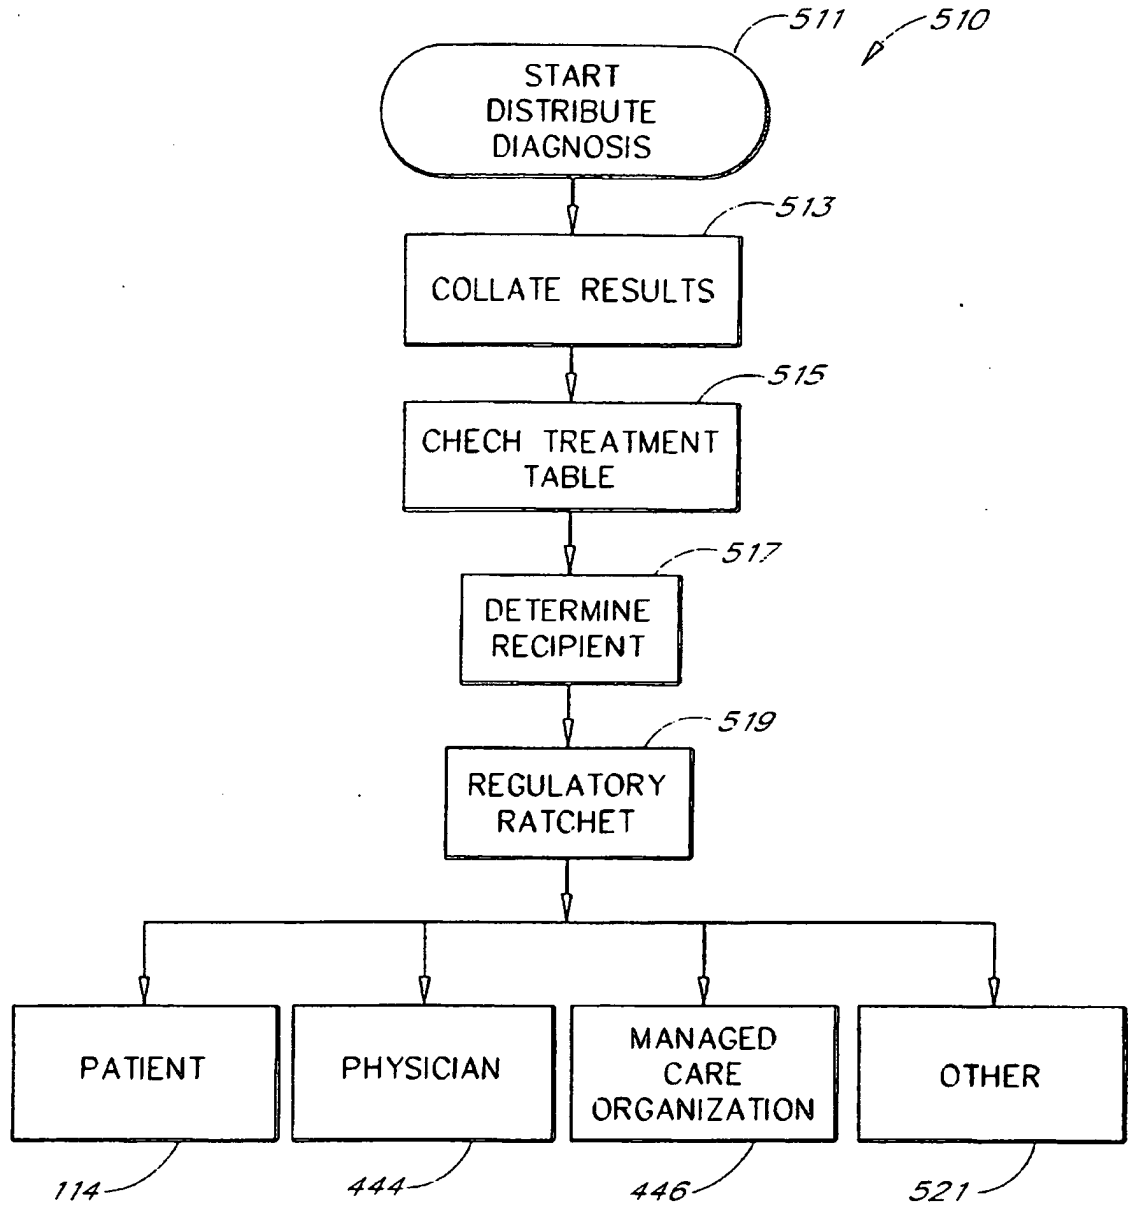 511
510
START
DISTRIBUTE
DIAGNOSIS
513
COLLATE RESULTS
515
CHECH TREATMENT
TABLE
517
DETERMINE
RECIPIENT
519
REGULATORY
RATCHET
PATIENT
PHYSICIAN
MANAGED
CARE
ORGANIZATION
OTHER
114
444
446
521